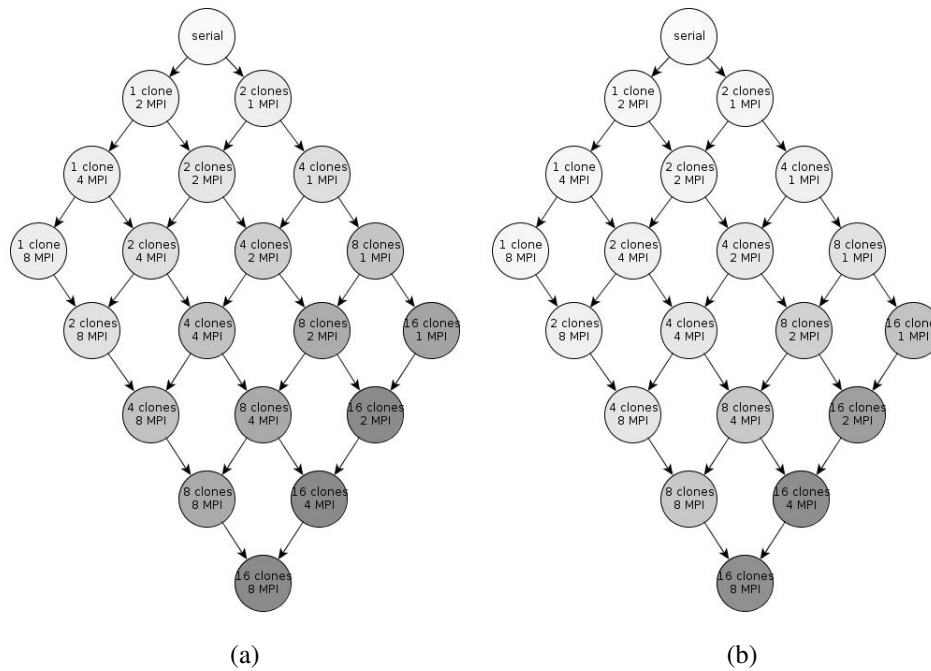 serial
1 clone
2 MPI
2 clones
1 MPI
1 clone
4 MPI
2 clones
2 MPI
4 clones
1 MPI
1 clone
8 MPI
2 clones
4 MPI
4 clones
2 MPI
8 clones
1 MPI
2 clones
8 MPI
4 clones
4 MPI
8 clones
2 MPI
16 clones
1 MPI
4 clones
8 MPI
8 clones
4 MPI
16 clones
2 MPI
8 clones
8 MPI
16 clones
4 MPI
16 clones
8 MPI
(a)
serial
1 clone
2 MPI
2 clones
1 MPI
1 clone
4 MPI
2 clones
2 MPI
4 clones
1 MPI
1 clone
8 MPI
2 clones
4 MPI
4 clones
2 MPI
8 clones
1 MPI
2 clones
8 MPI
4 clones
4 MPI
8 clones
2 MPI
16 clones
1 MPI
4 clones
8 MPI
8 clones
4 MPI
16 clones
2 MPI
8 clones
8 MPI
16 clones
4 MPI
16 clones
8 MPI
(b)